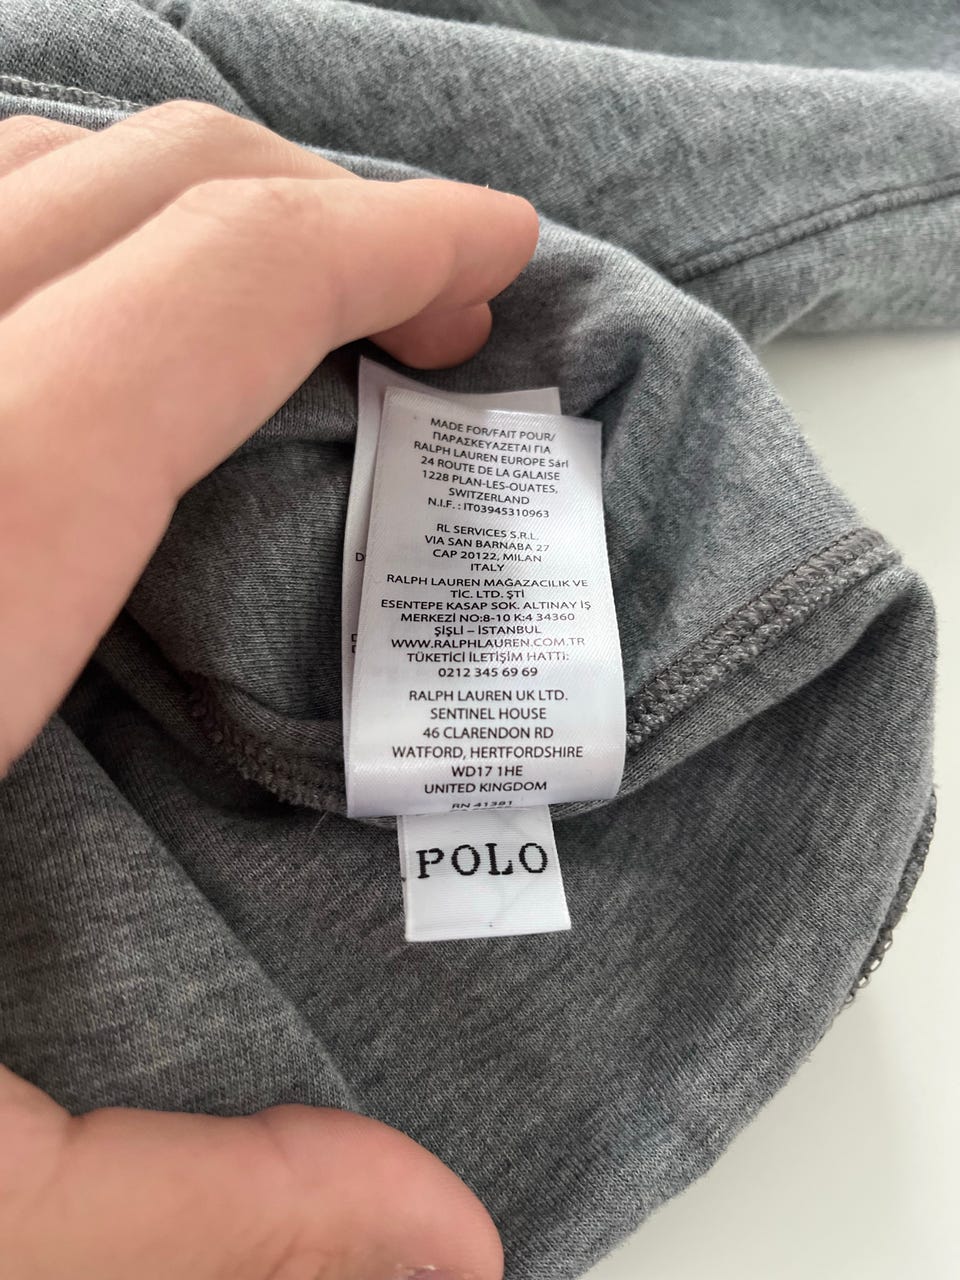 MADE FOR/FAIT POUR/
ΠΑΡΑΣΚΕΥΑΖΕΤΑΙ ΓΙΑ
RALPH LAUREN EUROPE Sárl
24 ROUTE DE LA GALAISE
1228 PLAN-LES-OUATES,
SWITZERLAND
N.I.F. : IT03945310963
RL SERVICES S.R.L.
VIA SAN BARNABA 27
CAP 20122, MILAN
ITALY
RALPH LAUREN MAĞAZACILIK VE
TİC. LTD. ŞTİ
ESENTEPE KASAP SOK. ALTINAY İŞ
MERKEZİ NO:8-10 K:4 34360
ŞİŞLİ – İSTANBUL
WWW.RALPHLAUREN.COM.TR
TÜKETİCİ İLETİŞİM HATTI:
0212 345 69 69
RALPH LAUREN UK LTD.
SENTINEL HOUSE
46 CLARENDON RD
WATFORD, HERTFORDSHIRE
WD17 1HE
UNITED KINGDOM
RN 41381
POLO